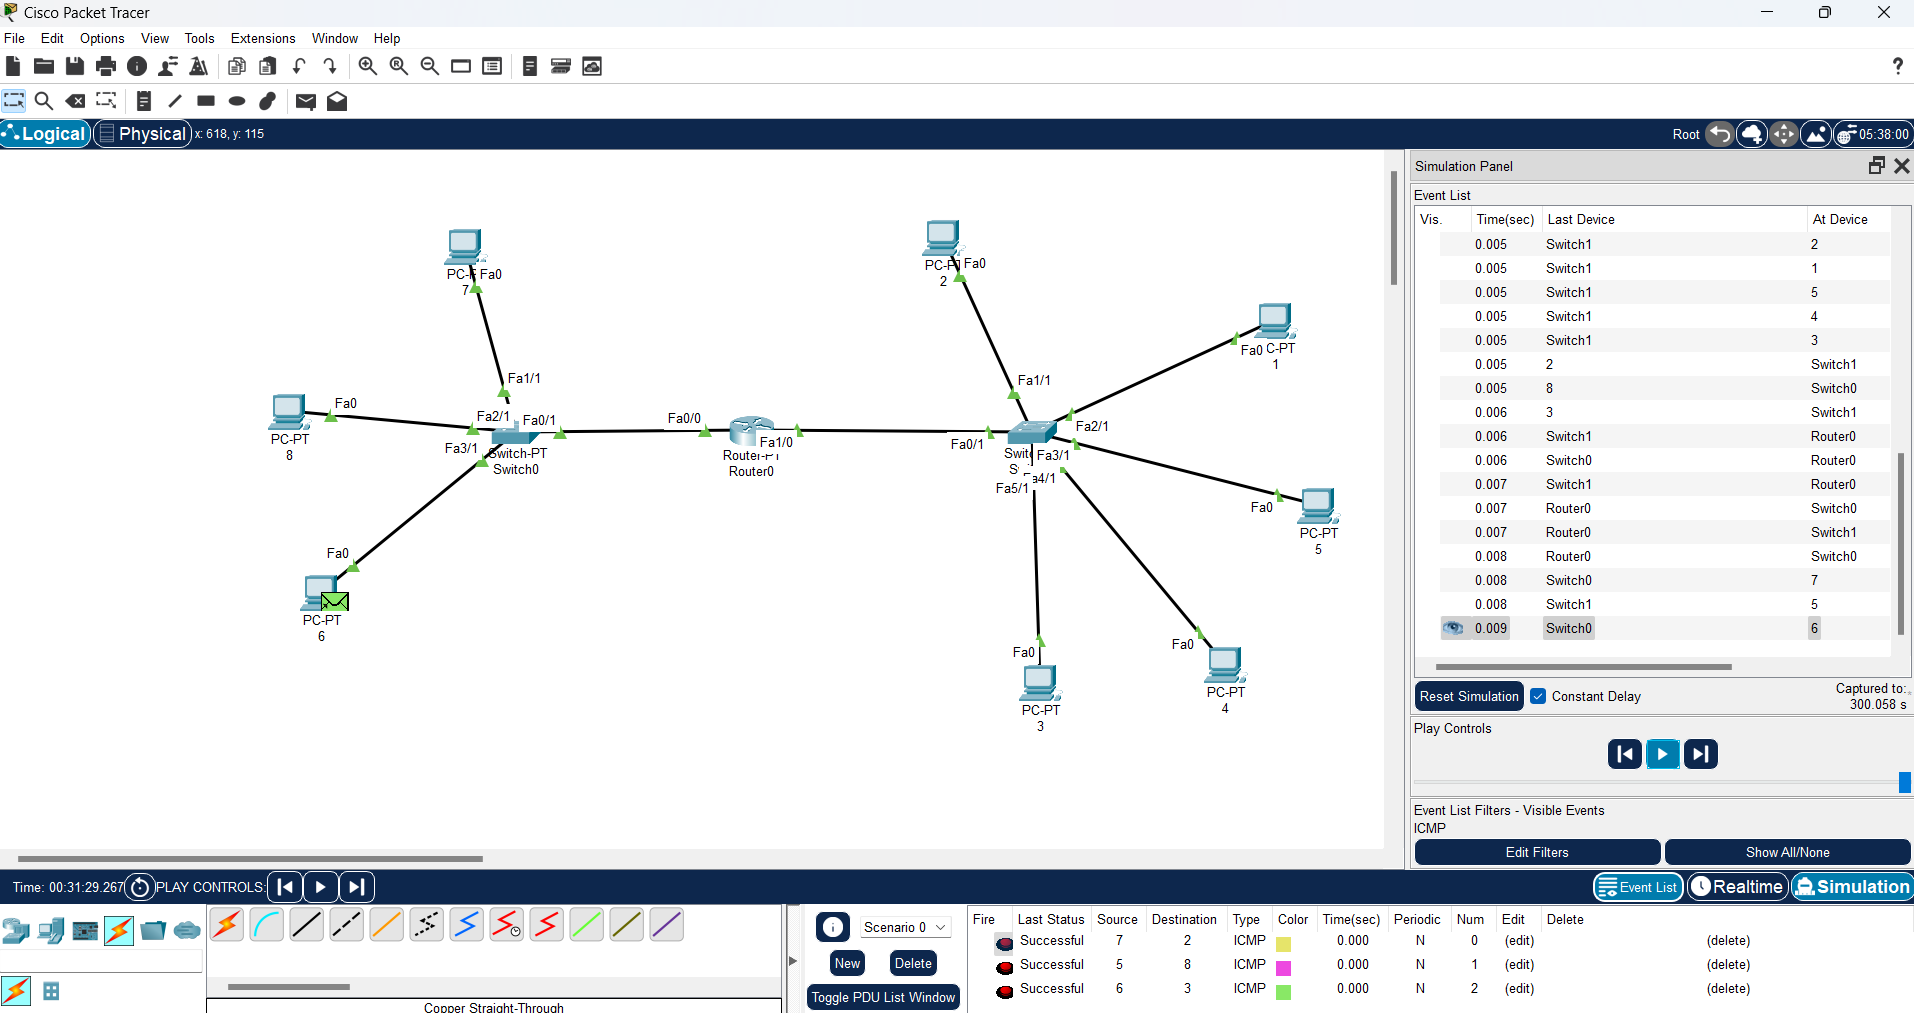 Cisco Packet Tracer
File Edit Options View Tools Extensions Window Help
?
Logical Physical x: 618, y: 115 Root 05:38:00
Simulation Panel
Event List
Vis. Time(sec) Last Device At Device
0.005 Switch1 2
0.005 Switch1 1
0.005 Switch1 5
0.005 Switch1 4
0.005 Switch1 3
0.005 2 Switch1
0.005 8 Switch0
0.006 3 Switch1
0.006 Switch1 Router0
0.006 Switch0 Router0
0.007 Switch1 Router0
0.007 Router0 Switch0
0.007 Router0 Switch1
0.008 Router0 Switch0
0.008 Switch0 7
0.008 Switch1 5
0.009 Switch0 6
Reset Simulation Constant Delay Captured to:
300.058 s
Play Controls
Event List Filters - Visible Events
ICMP
Edit Filters Show All/None
Fa0
7
Fa0
2
Fa0 C-PT
1
Fa1/1
Fa1/1
Fa0
PC-PT
8
Fa2/1 Fa0/1
Fa3/1
Switch-PT
Switch0
Fa0/0
Fa1/0
Router0
Fa0/1
Fa2/1
Fa3/1
Fa5/1
Fa0
PC-PT
5
Fa0
PC-PT
6
Fa0
PC-PT
3
Fa0
PC-PT
4
Time: 00:31:29.267 PLAY CONTROLS:
Event List Realtime Simulation
Scenario 0
New Delete
Toggle PDU List Window
Copper Straight-Through
Fire Last Status Source Destination Type Color Time(sec) Periodic Num Edit Delete
Successful 7 2 ICMP 0.000 N 0 (edit) (delete)
Successful 5 8 ICMP 0.000 N 1 (edit) (delete)
Successful 6 3 ICMP 0.000 N 2 (edit) (delete)